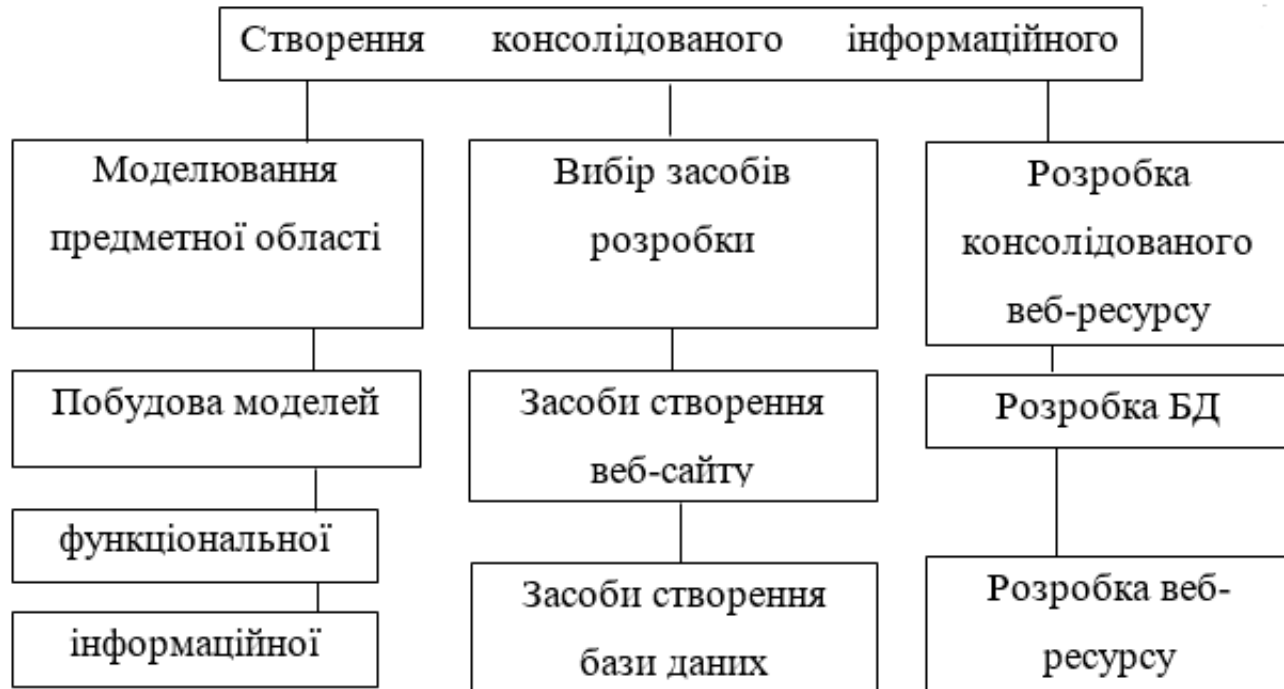 Створення консолідованого інформаційного
Моделювання
предметної області
Побудова моделей
функціональної
інформаційної
Вибір засобів
розробки
Засоби створення
веб-сайту
Засоби створення
бази даних
Розробка
консолідованого
веб-ресурсу
Розробка БД
Розробка веб-
ресурсу